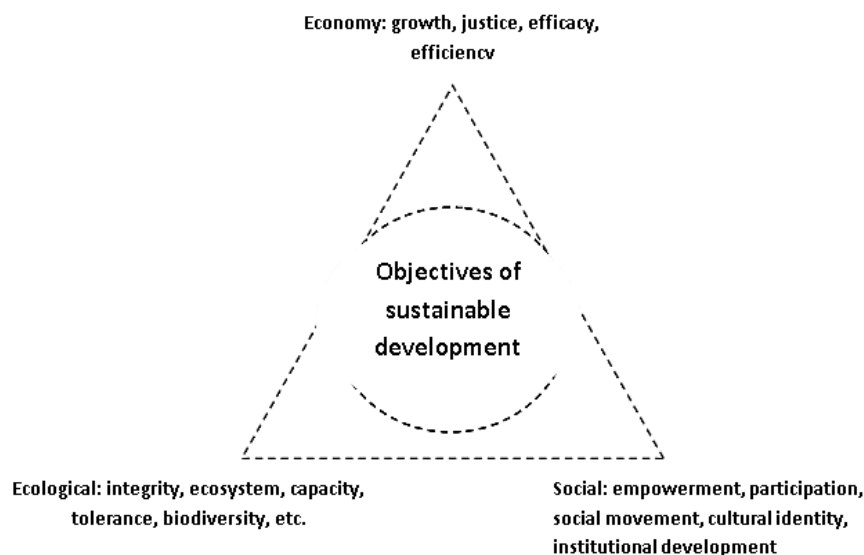 Economy: growth, justice, efficacy,
efficiency
Objectives of
sustainable
development
Ecological: integrity, ecosystem, capacity,
tolerance, biodiversity, etc.
Social: empowerment, participation,
social movement, cultural identity,
institutional development